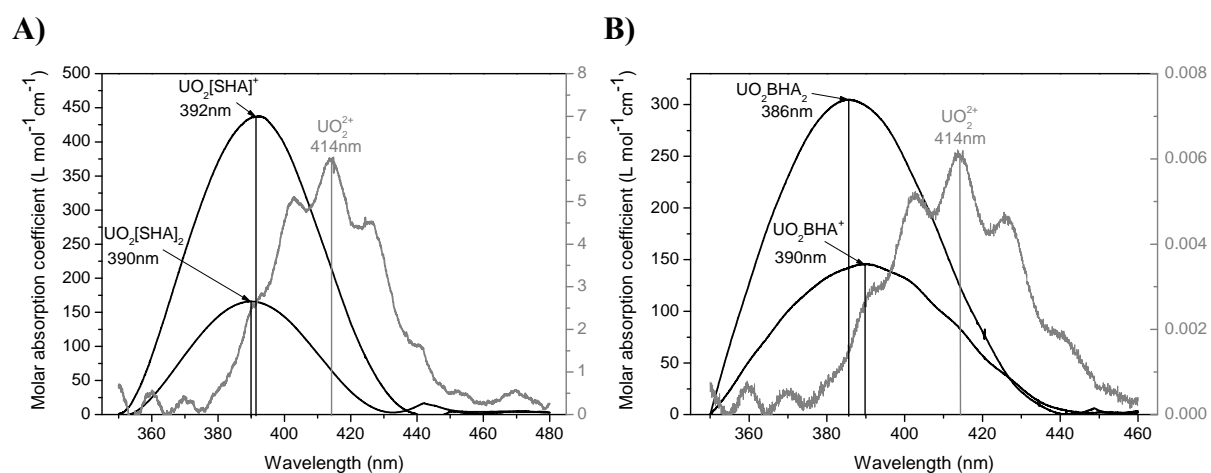 A)
Molar absorption coefficient (L mol⁻¹cm⁻¹)
500
450
400
350
300
250
200
150
100
50
0
UO₂[SHA]⁺
392nm
UO₂[SHA]₂
390nm
UO₂²⁺
414nm
8
7
6
5
4
3
2
1
0
360 380 400 420 440 460 480
Wavelength (nm)
B)
Molar absorption coefficient (L mol⁻¹cm⁻¹)
300
250
200
150
100
50
0
UO₂BHA₂
386nm
UO₂BHA⁺
390nm
UO₂²⁺
414nm
0.008
0.006
0.004
0.002
0.000
360 380 400 420 440 460
Wavelength (nm)